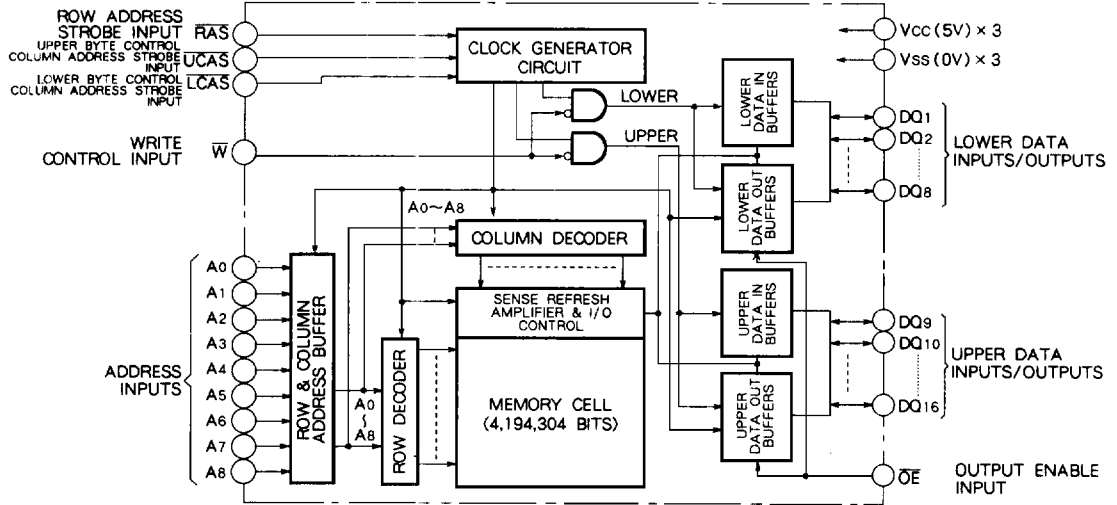 ROW ADDRESS
STROBE INPUT RAS
UPPER BYTE CONTROL
COLUMN ADDRESS STROBE UCAS
INPUT
LOWER BYTE CONTROL LCAS
COLUMN ADDRESS STROBE
INPUT
WRITE
CONTROL INPUT W
ADDRESS
INPUTS
A0
A1
A2
A3
A4
A5
A6
A7
A8
ROW & COLUMN
ADDRESS BUFFER
CLOCK GENERATOR
CIRCUIT
LOWER
UPPER
A0~A8
COLUMN DECODER
SENSE REFRESH
AMPLIFIER & I/O
CONTROL
A0
~
A8
ROW DECODER
MEMORY CELL
(4,194,304 BITS)
LOWER
DATA IN
BUFFERS
LOWER
DATA OUT
BUFFERS
UPPER
DATA IN
BUFFERS
UPPER
DATA OUT
BUFFERS
VCC (5V) × 3
VSS (0V) × 3
DQ1
DQ2
DQ8
LOWER DATA
INPUTS/OUTPUTS
DQ9
DQ10
DQ16
UPPER DATA
INPUTS/OUTPUTS
OE
OUTPUT ENABLE
INPUT